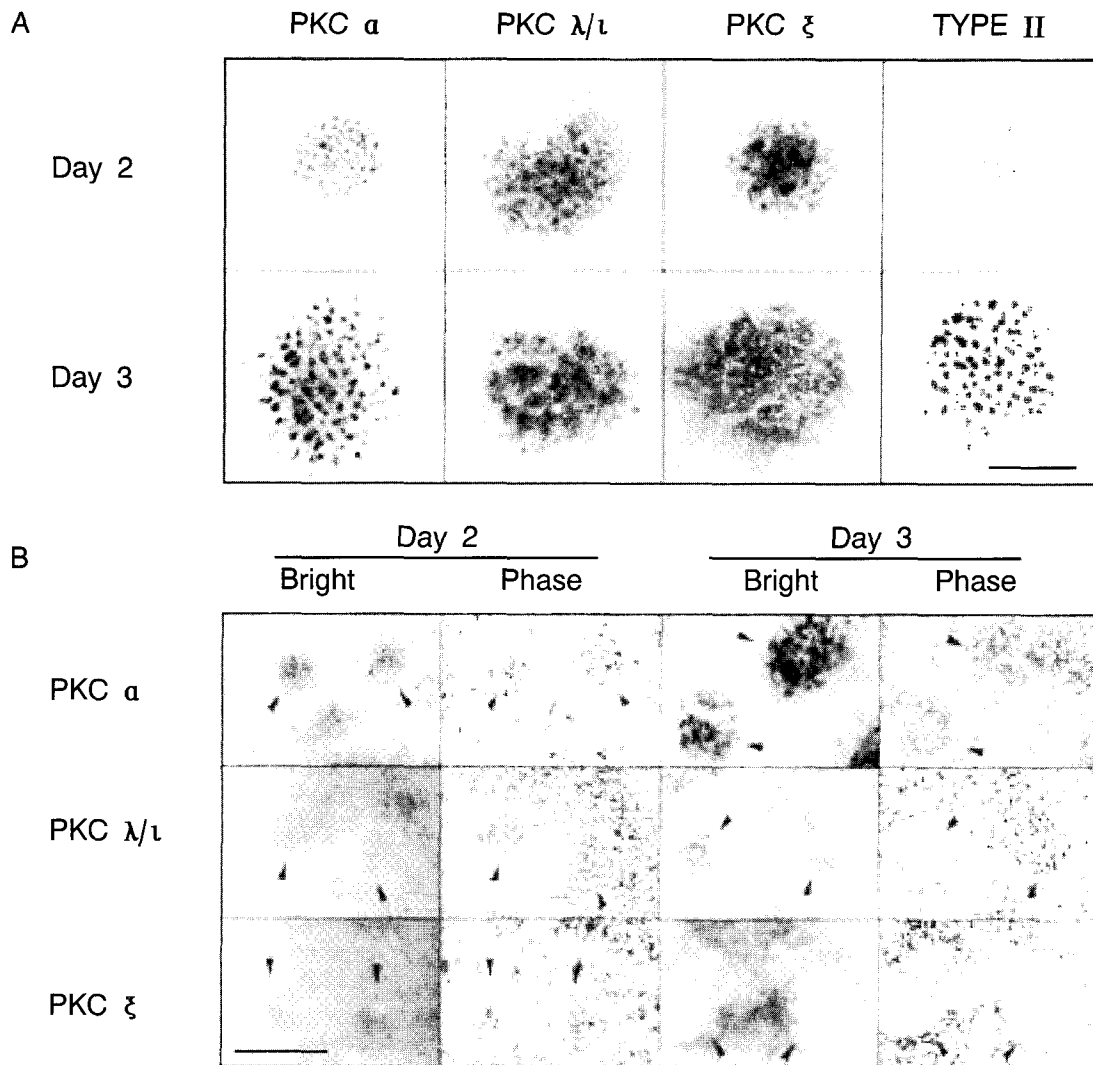 A
PKC α PKC λ/ι PKC ξ TYPE II
Day 2
Day 3
B
Day 2 Day 3
Bright Phase Bright Phase
PKC α
PKC λ/ι
PKC ξ